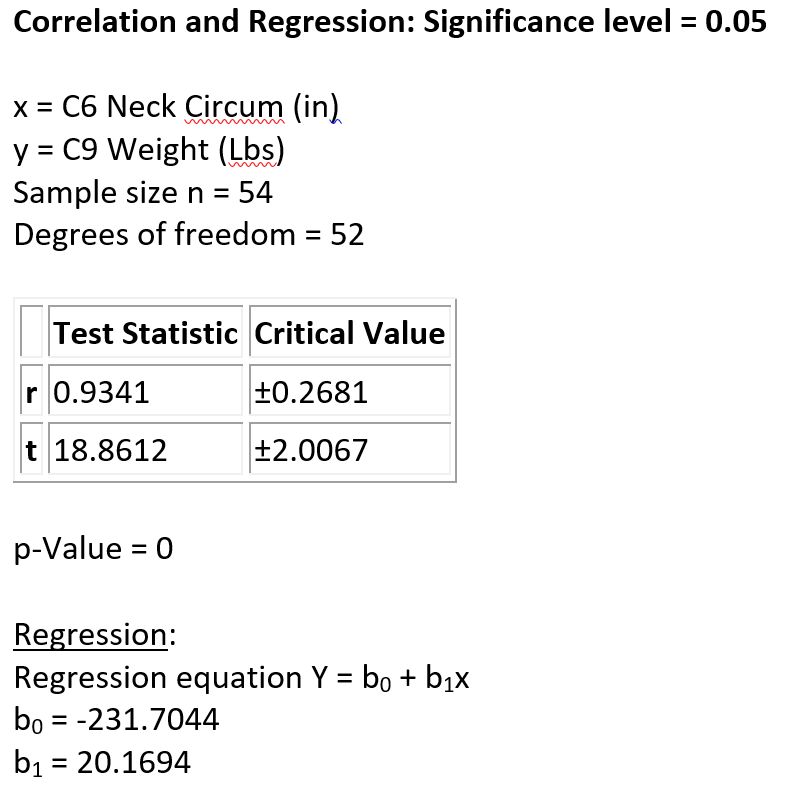 Correlation and Regression: Significance level = 0.05
x = C6 Neck Circum (in)
y = C9 Weight (Lbs)
Sample size n = 54
Degrees of freedom = 52
Test Statistic Critical Value
r 0.9341 ±0.2681
t 18.8612 ±2.0067
p-Value = 0
Regression:
Regression equation Y = b₀ + b₁x
b₀ = -231.7044
b₁ = 20.1694